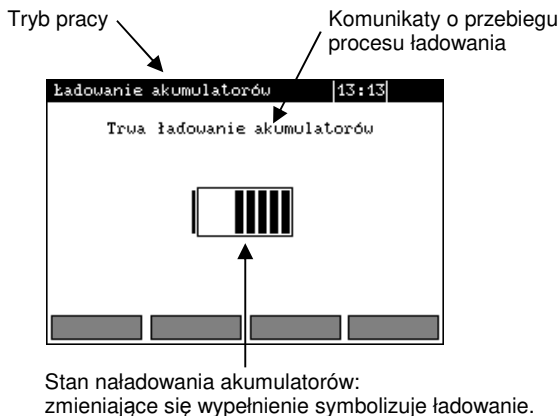 Tryb pracy
Komunikaty o przebiegu
procesu ładowania
Ładowanie akumulatorów 13:13
Trwa ładowanie akumulatorów
Stan naładowania akumulatorów:
zmieniające się wypełnienie symbolizuje ładowanie.